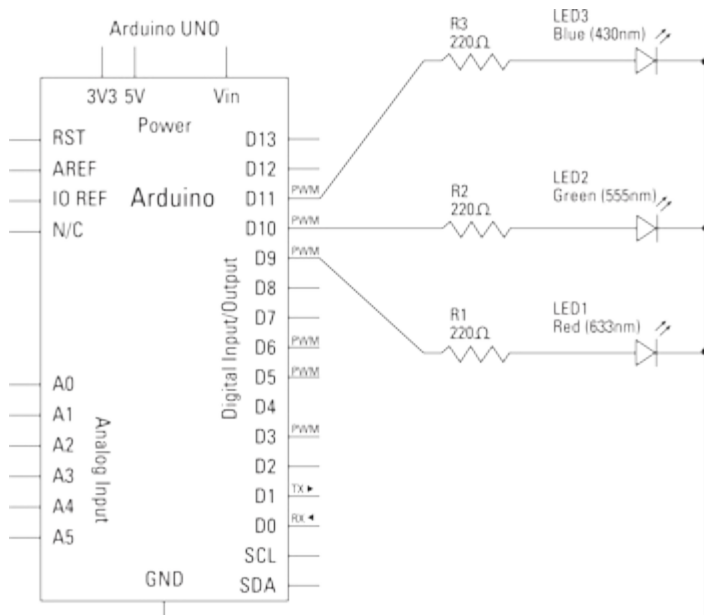 Arduino UNO
3V3 5V Vin
Power
Arduino
RST
AREF
IO REF
N/C
A0
A1
A2
A3
A4
A5
Analog Input
GND
D13
D12
D11 PWM
D10 PWM
D9 PWM
D8
D7
D6 PWM
D5 PWM
D4
D3 PWM
D2
D1 TX ►
D0 RX ◄
SCL
SDA
Digital Input/Output
R3
220Ω
LED3
Blue (430nm)
R2
220Ω
LED2
Green (555nm)
R1
220Ω
LED1
Red (633nm)